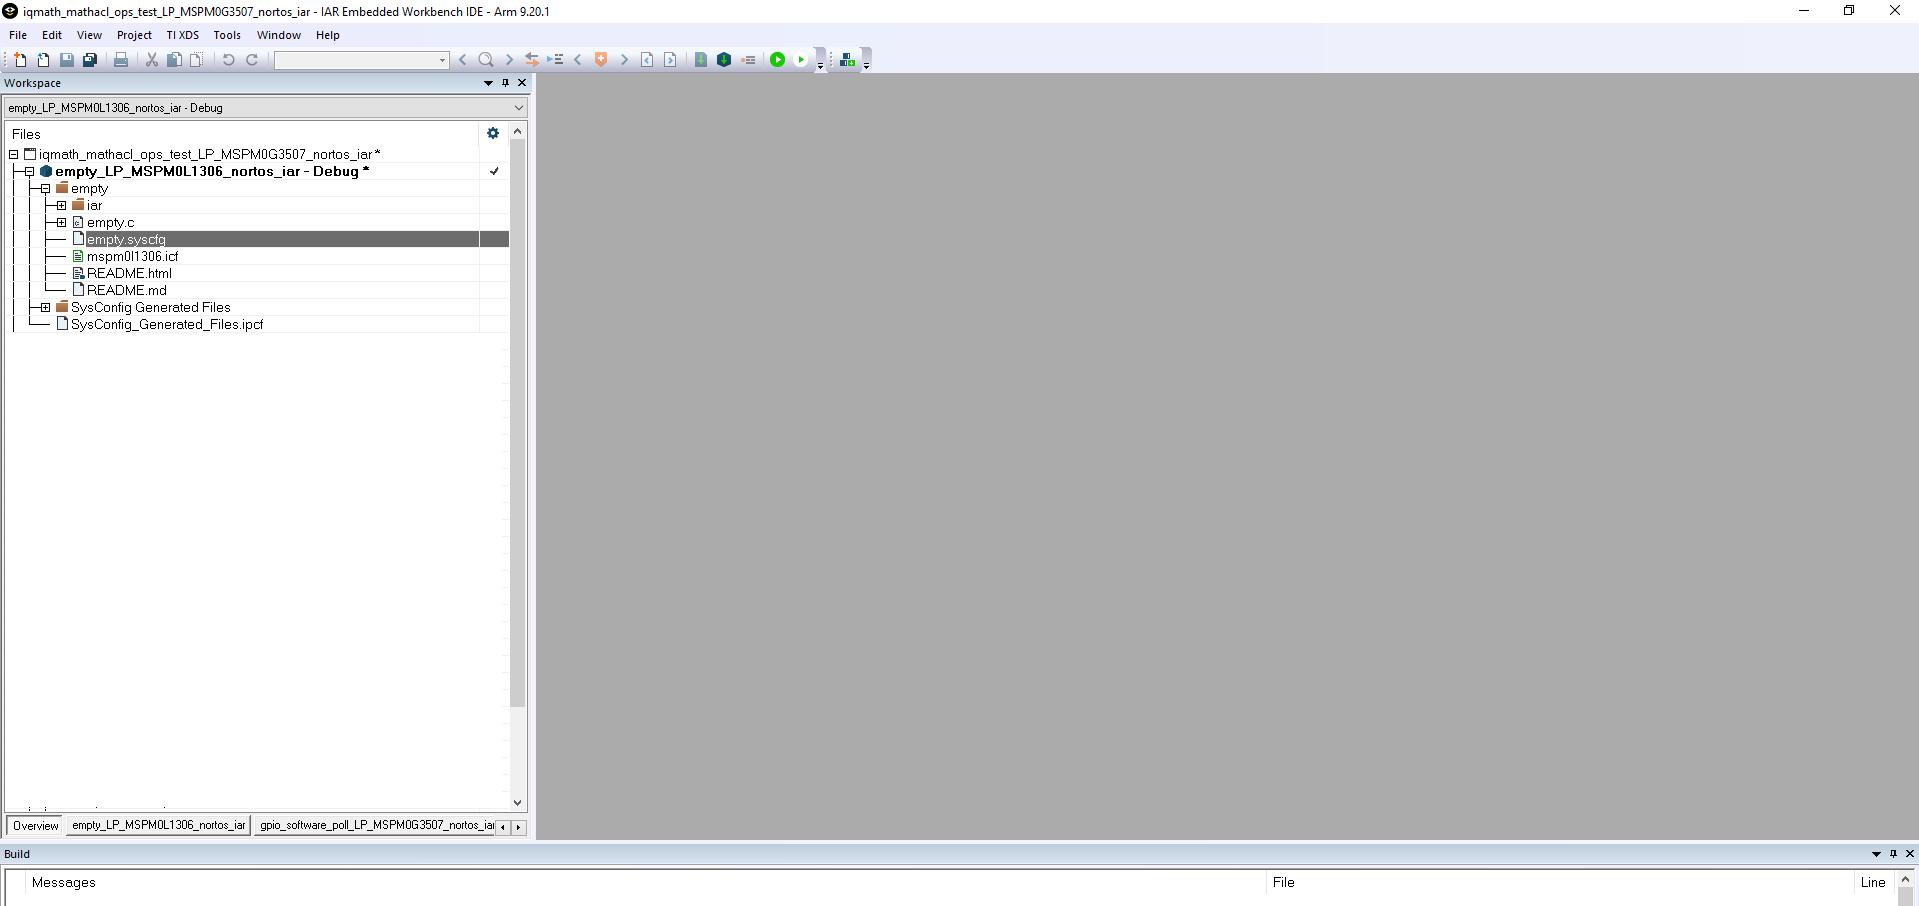 iqmath_mathacl_ops_test_LP_MSPM0G3507_nortos_iar - IAR Embedded Workbench IDE - Arm 9.20.1
File Edit View Project TI XDS Tools Window Help
Workspace
empty_LP_MSPM0L1306_nortos_iar - Debug
Files
iqmath_mathacl_ops_test_LP_MSPM0G3507_nortos_iar *
empty_LP_MSPM0L1306_nortos_iar - Debug *
empty
iar
empty.c
empty.syscfg
mspm0l1306.icf
README.html
README.md
SysConfig Generated Files
SysConfig_Generated_Files.ipcf
Overview empty_LP_MSPM0L1306_nortos_iar gpio_software_poll_LP_MSPM0G3507_nortos_iar
Build
Messages File Line